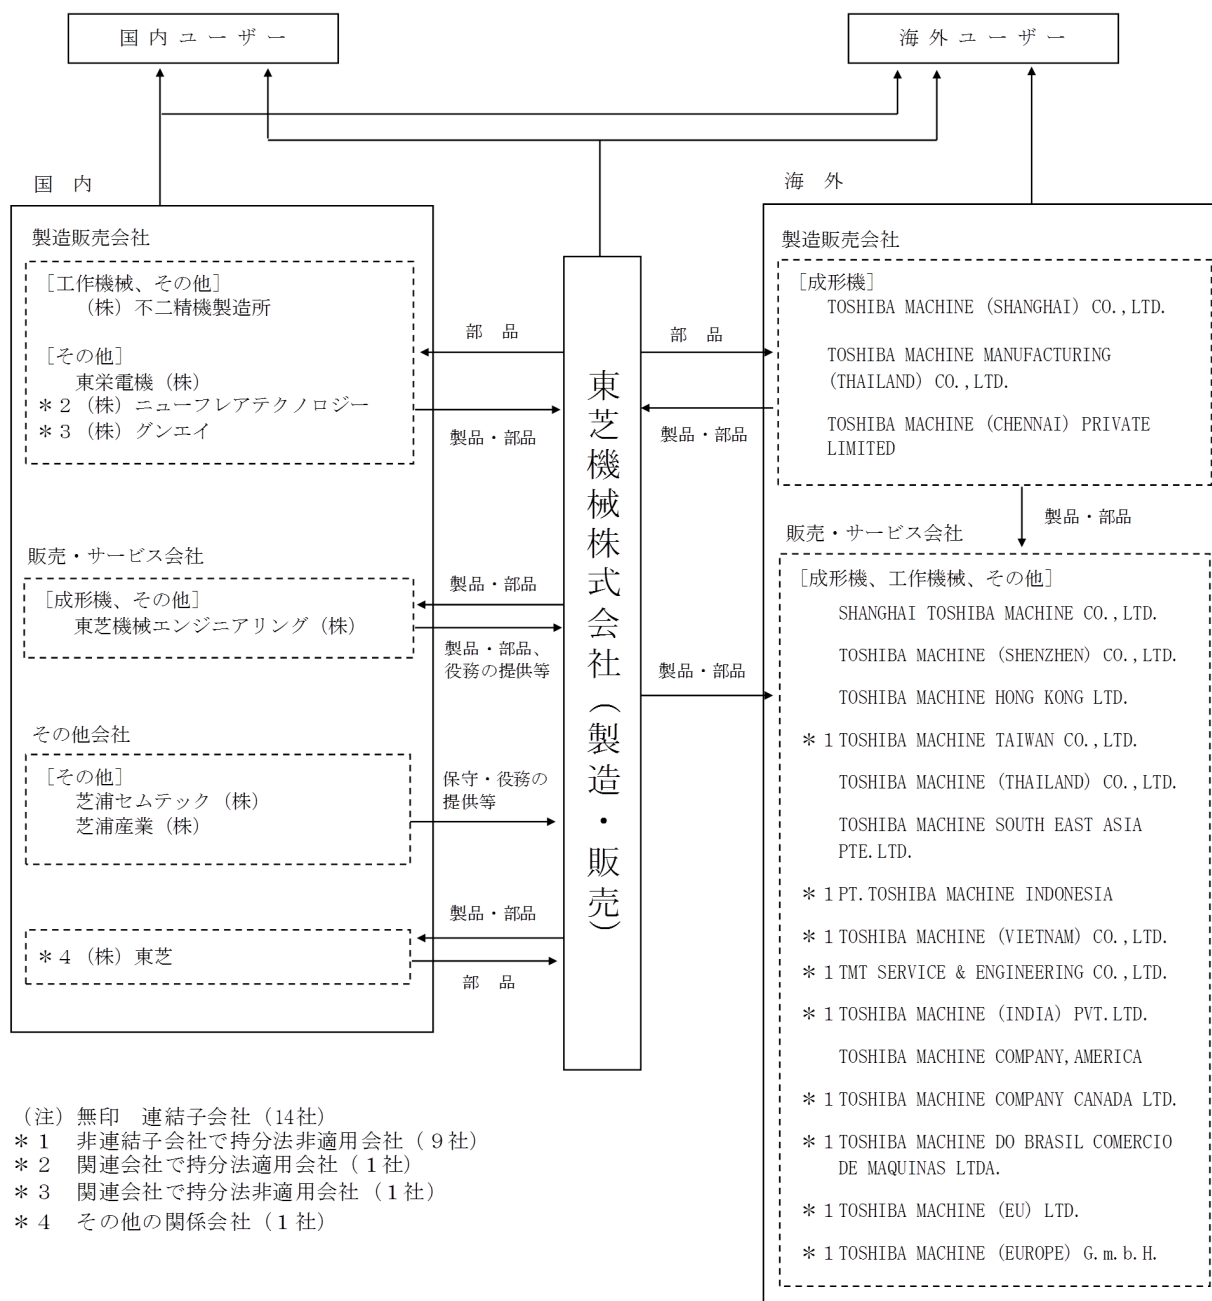 国内ユーザー
海外ユーザー
国　内
製造販売会社
［工作機械、その他］
（株）不二精機製造所
［その他］
東栄電機（株）
＊２（株）ニューフレアテクノロジー
＊３（株）グンエイ
販売・サービス会社
［成形機、その他］
東芝機械エンジニアリング（株）
その他会社
［その他］
芝浦セムテック（株）
芝浦産業（株）
＊４（株）東芝
部　品
製品・部品
製品・部品
製品・部品、
役務の提供等
保守・役務の
提供等
製品・部品
部　品
東芝機械株式会社（製造・販売）
部　品
製品・部品
製品・部品
海　外
製造販売会社
［成形機］
TOSHIBA MACHINE (SHANGHAI) CO.,LTD.
TOSHIBA MACHINE MANUFACTURING
(THAILAND) CO.,LTD.
TOSHIBA MACHINE (CHENNAI) PRIVATE
LIMITED
製品・部品
販売・サービス会社
［成形機、工作機械、その他］
SHANGHAI TOSHIBA MACHINE CO.,LTD.
TOSHIBA MACHINE (SHENZHEN) CO.,LTD.
TOSHIBA MACHINE HONG KONG LTD.
＊１TOSHIBA MACHINE TAIWAN CO.,LTD.
TOSHIBA MACHINE (THAILAND) CO.,LTD.
TOSHIBA MACHINE SOUTH EAST ASIA
PTE.LTD.
＊１PT.TOSHIBA MACHINE INDONESIA
＊１TOSHIBA MACHINE (VIETNAM) CO.,LTD.
＊１TMT SERVICE & ENGINEERING CO.,LTD.
＊１TOSHIBA MACHINE (INDIA) PVT.LTD.
TOSHIBA MACHINE COMPANY,AMERICA
＊１TOSHIBA MACHINE COMPANY CANADA LTD.
＊１TOSHIBA MACHINE DO BRASIL COMERCIO
DE MAQUINAS LTDA.
＊１TOSHIBA MACHINE (EU) LTD.
＊１TOSHIBA MACHINE (EUROPE) G.m.b.H.
（注）無印　連結子会社（14社）
＊１　非連結子会社で持分法非適用会社（９社）
＊２　関連会社で持分法適用会社（１社）
＊３　関連会社で持分法非適用会社（１社）
＊４　その他の関係会社（１社）